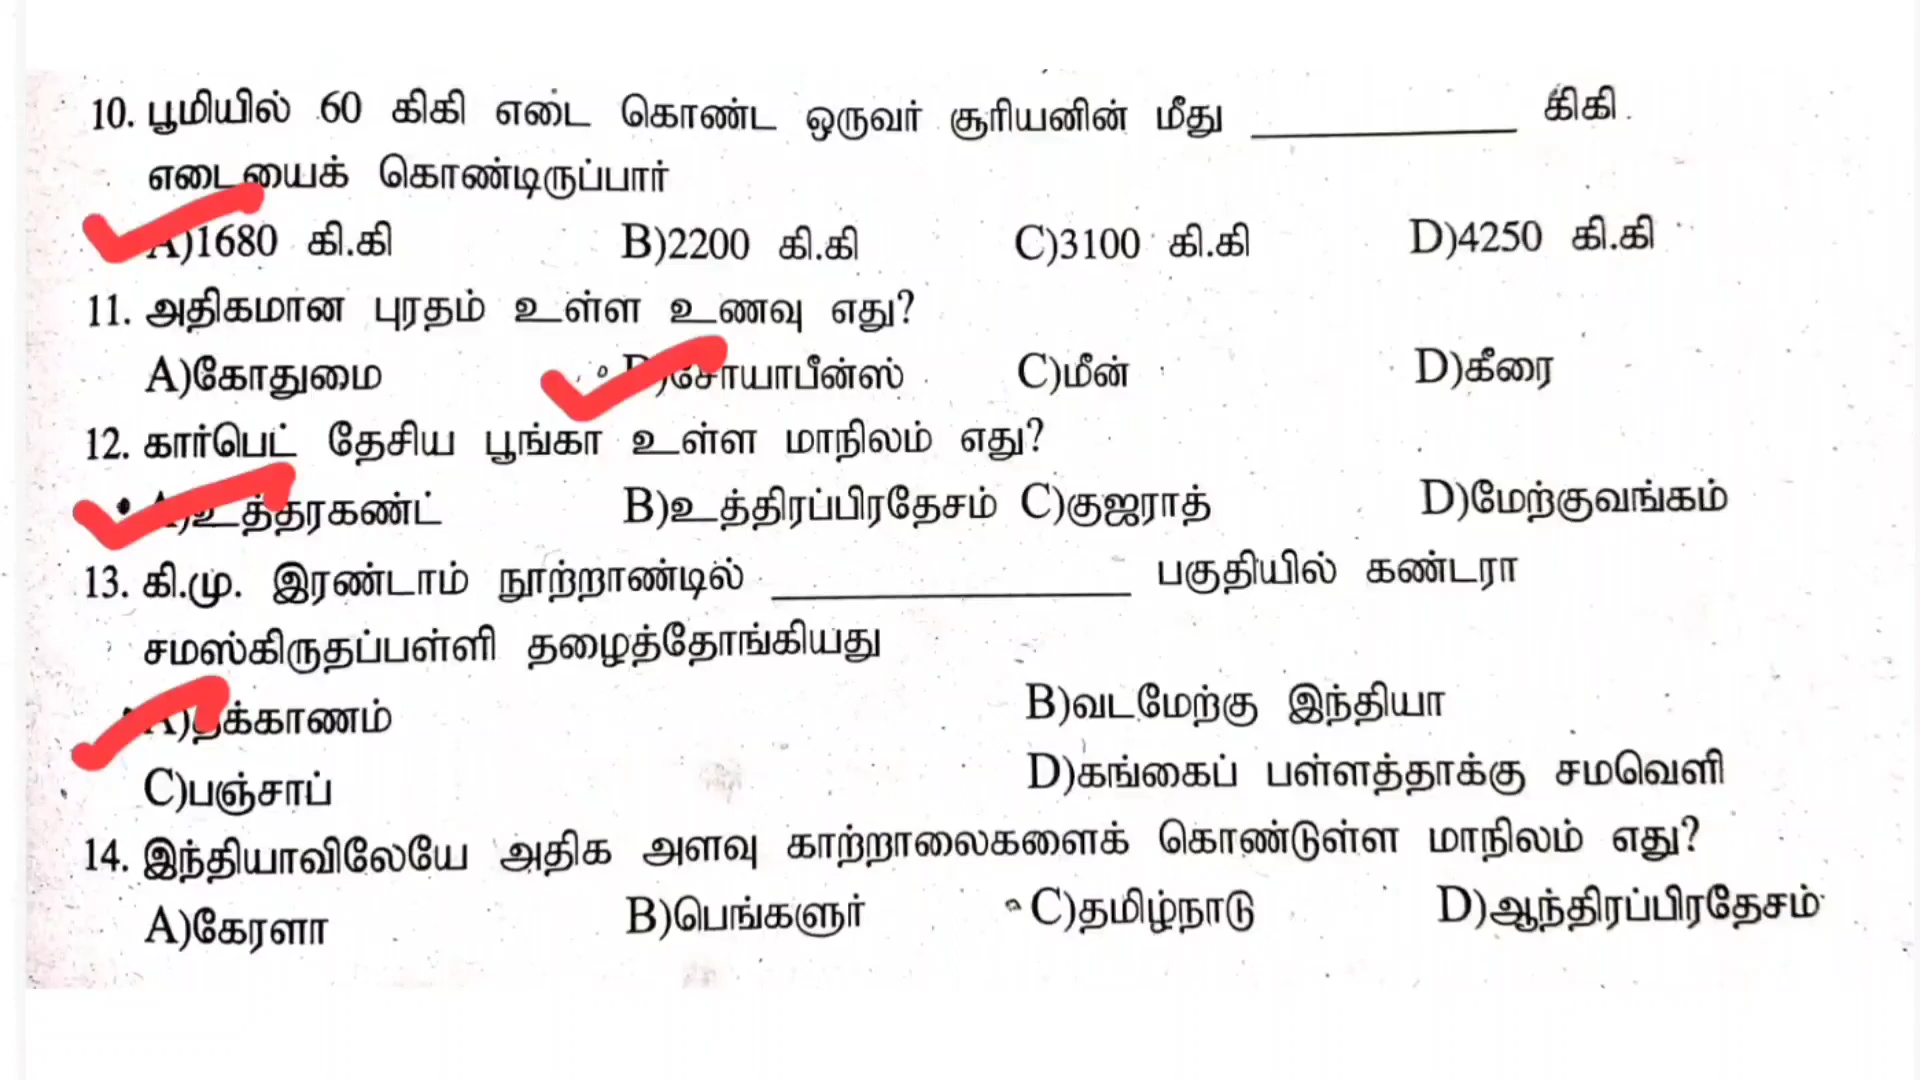 10. பூமியில் 60 கிகி எடை கொண்ட ஒருவர் சூரியனின் மீது __________ கிகி.
எடையைக் கொண்டிருப்பார்
A)1680 கி.கி B)2200 கி.கி C)3100 கி.கி D)4250 கி.கி
11. அதிகமான புரதம் உள்ள உணவு எது?
A)கோதுமை B)சோயாபீன்ஸ் C)மீன் D)கீரை
12. கார்பெட் தேசிய பூங்கா உள்ள மாநிலம் எது?
A)உத்தரகண்ட் B)உத்திரப்பிரதேசம் C)குஜராத் D)மேற்குவங்கம்
13. கி.மு. இரண்டாம் நூற்றாண்டில் __________ பகுதியில் கண்டரா
சமஸ்கிருதப்பள்ளி தழைத்தோங்கியது
A)தக்காணம் B)வடமேற்கு இந்தியா
C)பஞ்சாப் D)கங்கைப் பள்ளத்தாக்கு சமவெளி
14. இந்தியாவிலேயே அதிக அளவு காற்றாலைகளைக் கொண்டுள்ள மாநிலம் எது?
A)கேரளா B)பெங்களுர் C)தமிழ்நாடு D)ஆந்திரப்பிரதேசம்